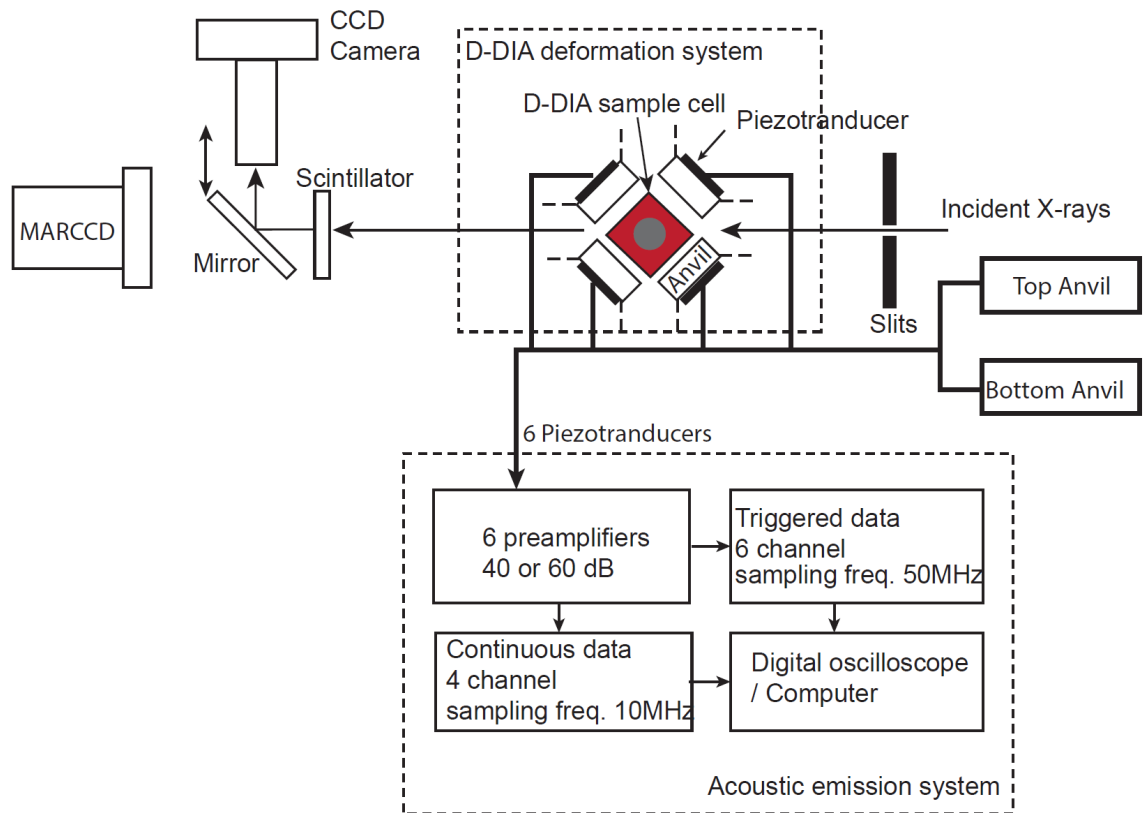 CCD
Camera
D-DIA deformation system
D-DIA sample cell
Piezotranducer
Scintillator
Incident X-rays
MARCCD
Mirror
Anvil
Slits
Top Anvil
Bottom Anvil
6 Piezotranducers
6 preamplifiers
40 or 60 dB
Triggered data
6 channel
sampling freq. 50MHz
Continuous data
4 channel
sampling freq. 10MHz
Digital oscilloscope
/ Computer
Acoustic emission system